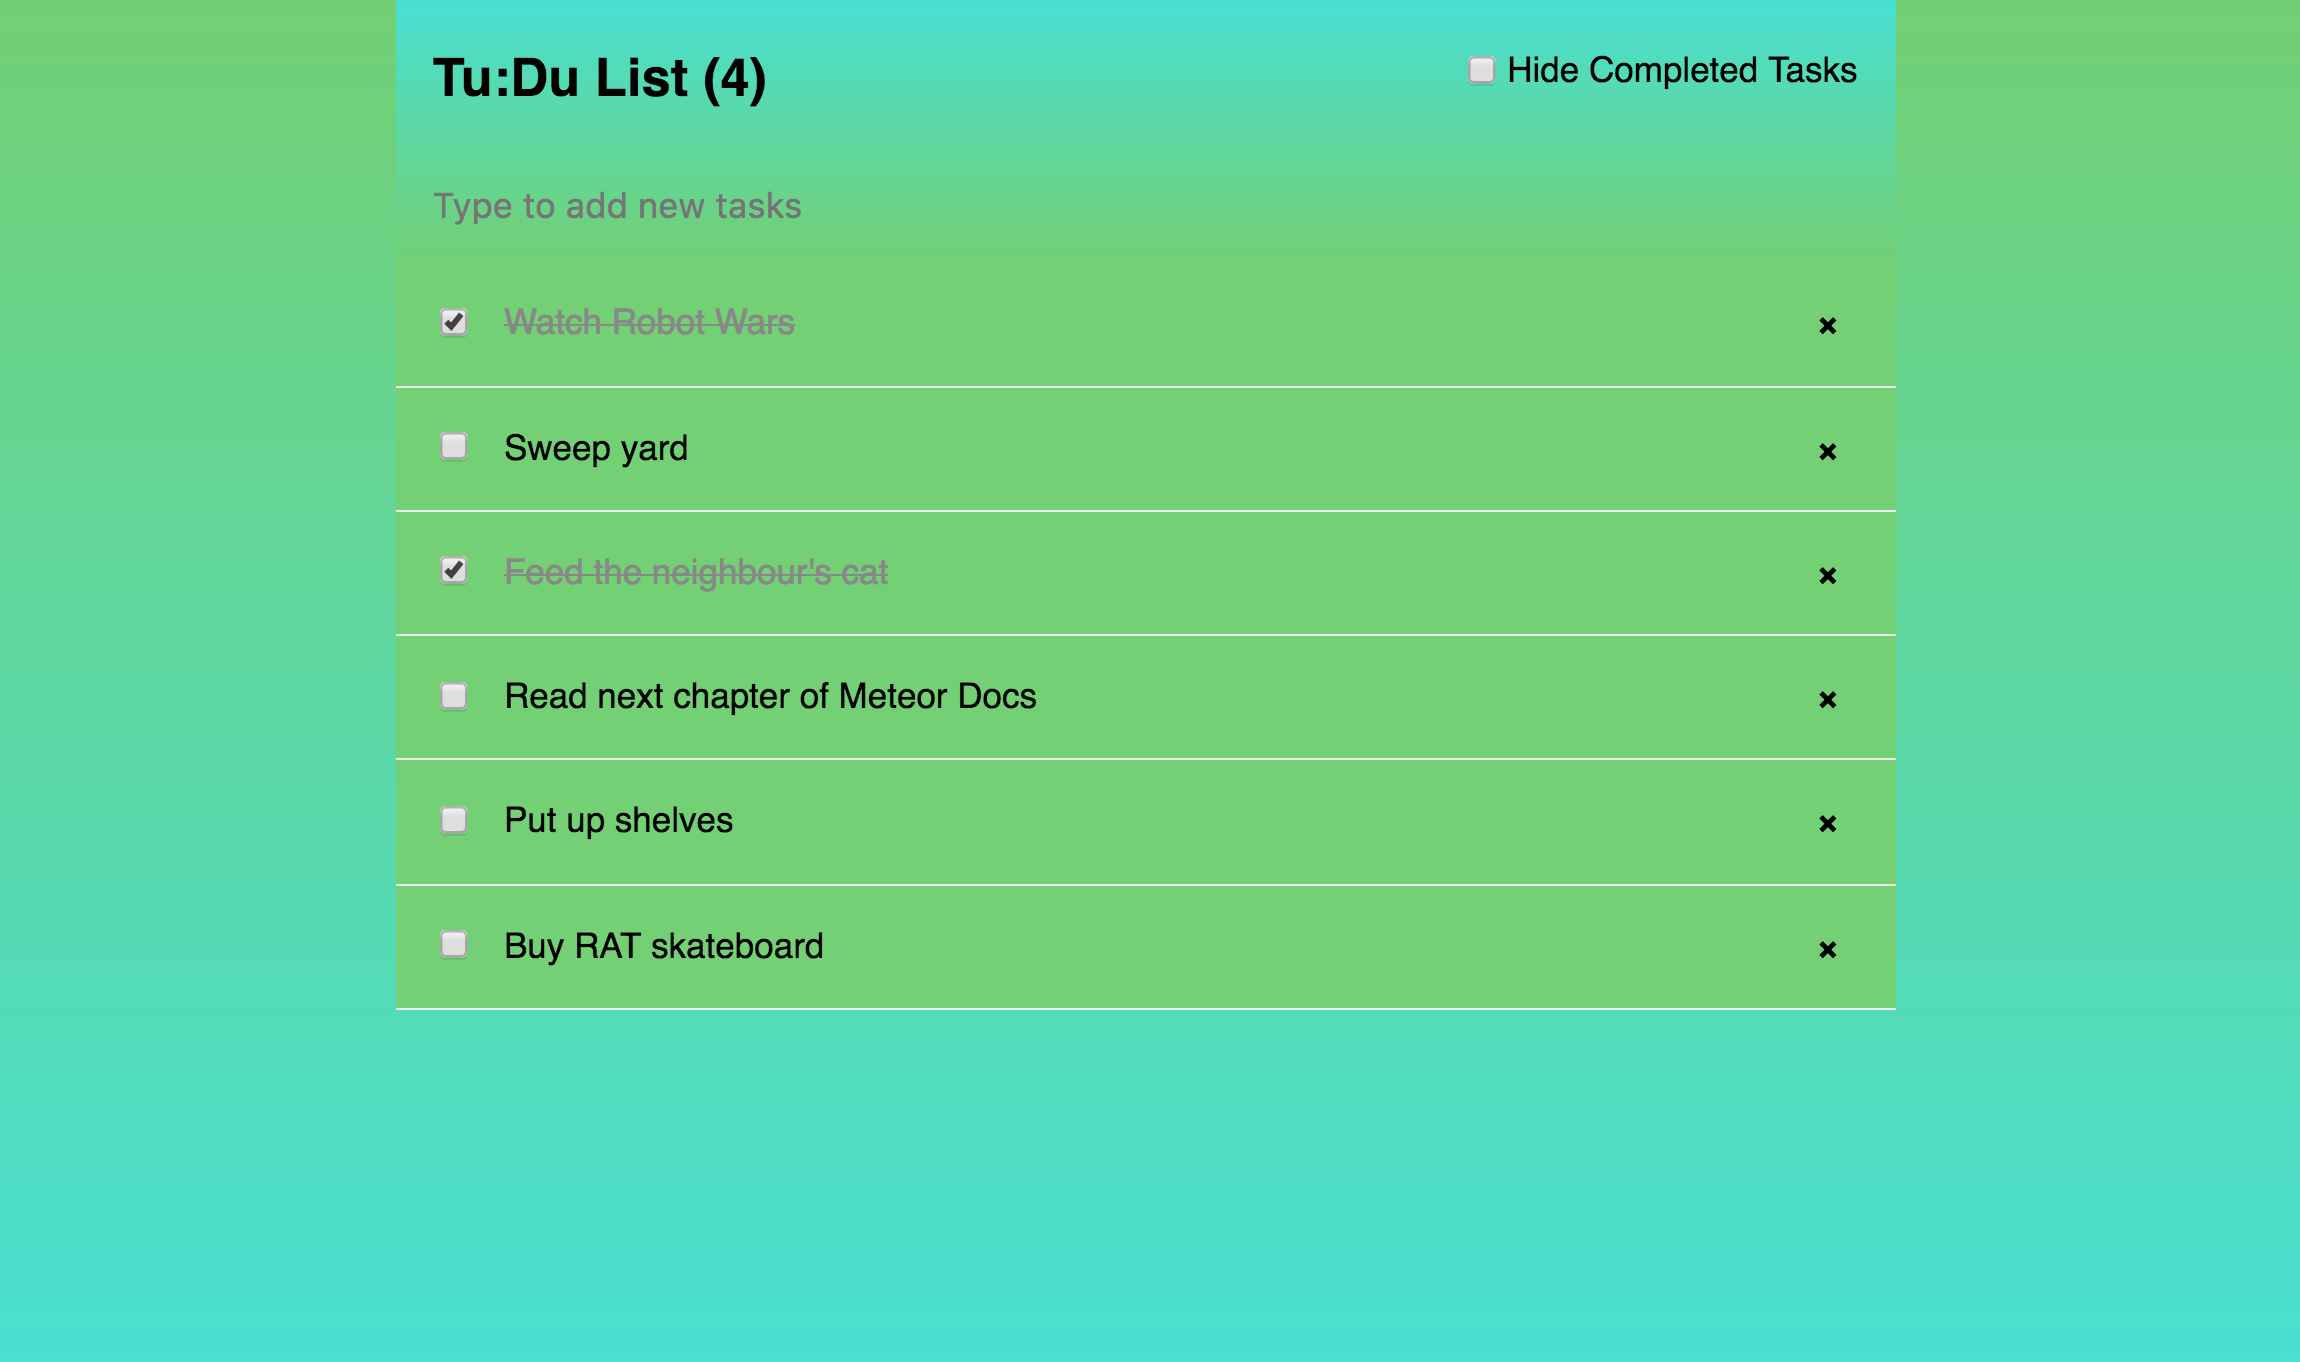 Tu:Du List (4)
Hide Completed Tasks
Type to add new tasks
Watch Robot Wars
Sweep yard
Feed the neighbour's cat
Read next chapter of Meteor Docs
Put up shelves
Buy RAT skateboard